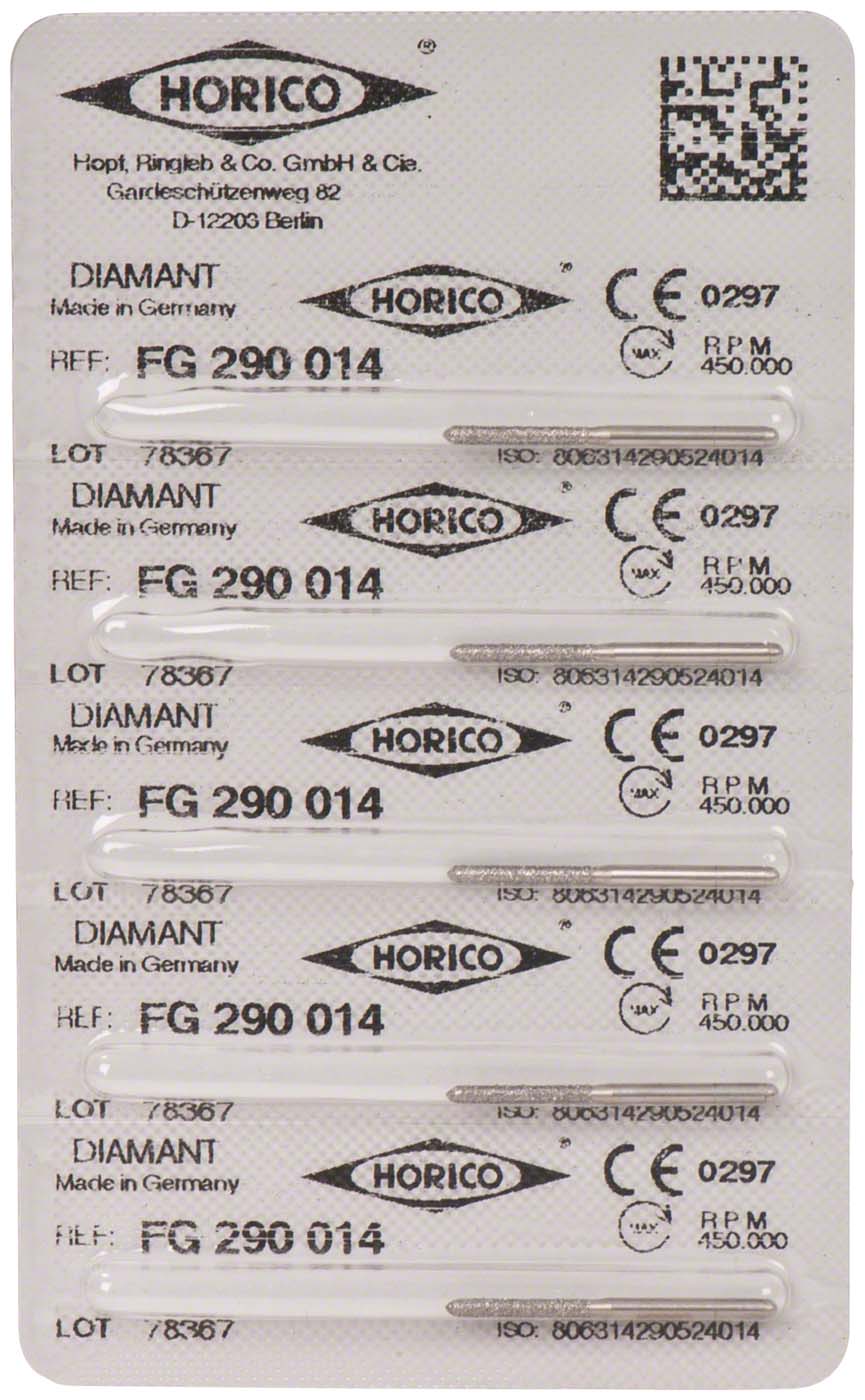 HORICO ®
Hopf, Ringleb & Co. GmbH & Cie.
Gardeschützenweg 82
D-12203 Berlin
DIAMANT HORICO ® CE 0297
Made in Germany
REF: FG 290 014 MAX RPM
450.000
LOT 78367 ISO: 806314290524014
DIAMANT HORICO ® CE 0297
Made in Germany
REF: FG 290 014 MAX RPM
450.000
LOT 78367 ISO: 806314290524014
DIAMANT HORICO ® CE 0297
Made in Germany
REF: FG 290 014 MAX RPM
450.000
LOT 78367 ISO: 806314290524014
DIAMANT HORICO ® CE 0297
Made in Germany
REF: FG 290 014 MAX RPM
450.000
LOT 78367 ISO: 806314290524014
DIAMANT HORICO ® CE 0297
Made in Germany
REF: FG 290 014 MAX RPM
450.000
LOT 78367 ISO: 806314290524014